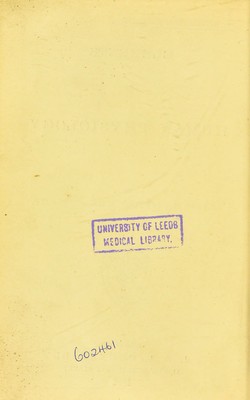 UNIVERSITY OF LEEDS
MEDICAL LIBRARY.
602461